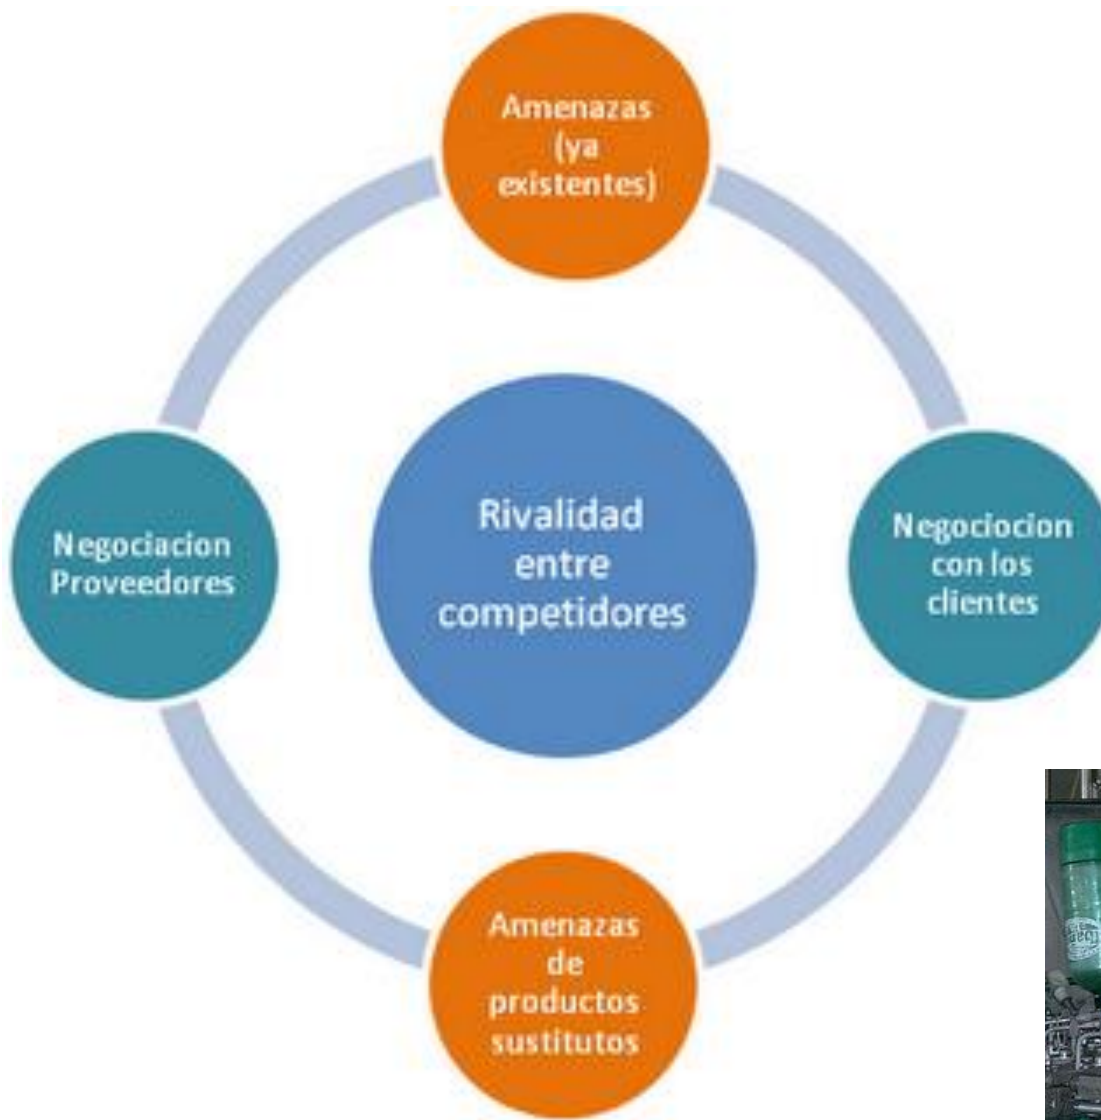 Amenazas
(ya
existentes)
Negociacion
Proveedores
Rivalidad
entre
competidores
Negociocion
con los
clientes
Amenazas
de
productos
sustitutos